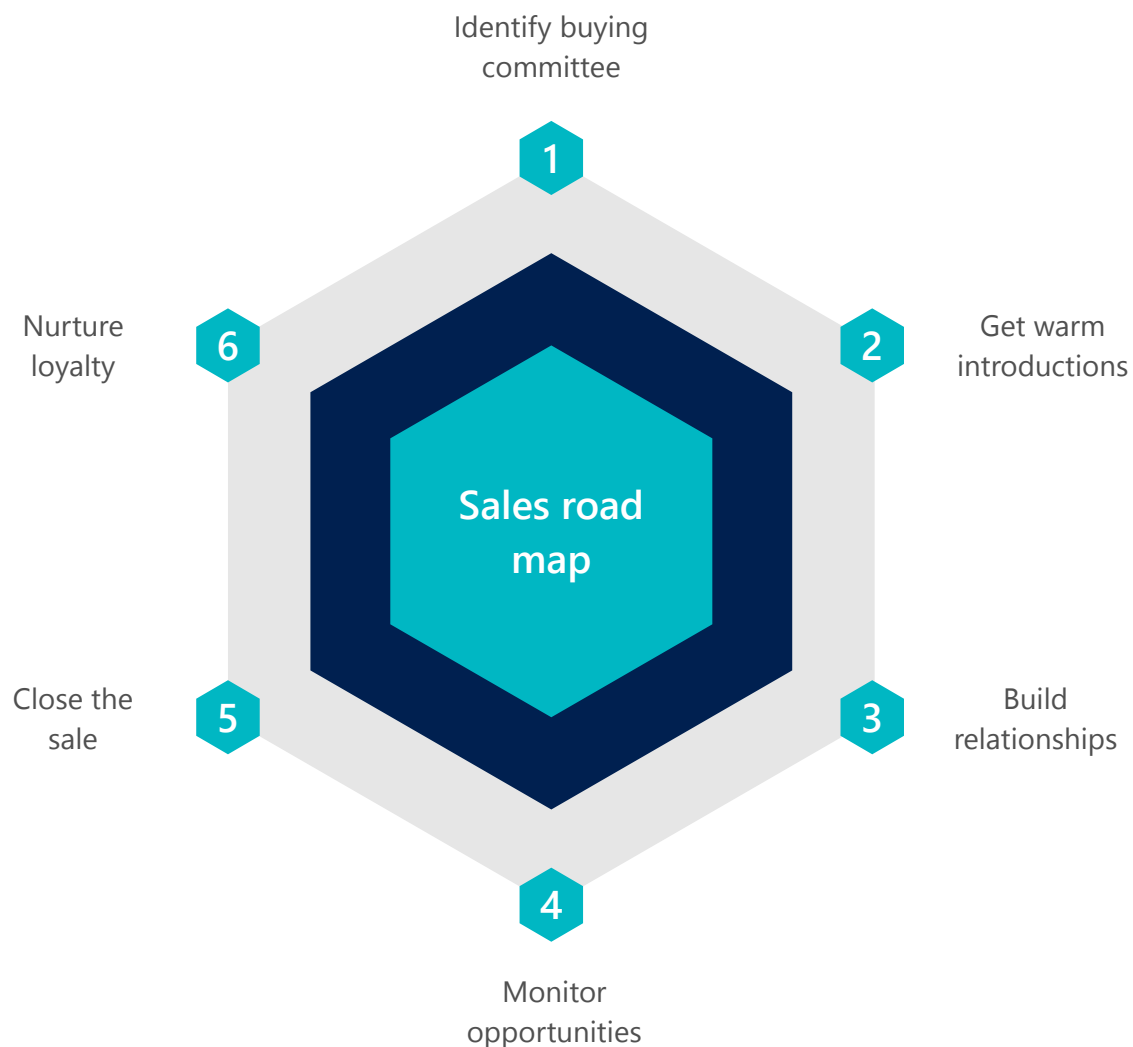 Identify buying
committee
1
2
Get warm
introductions
3
Build
relationships
4
Monitor
opportunities
5
Close the
sale
6
Nurture
loyalty
Sales road
map